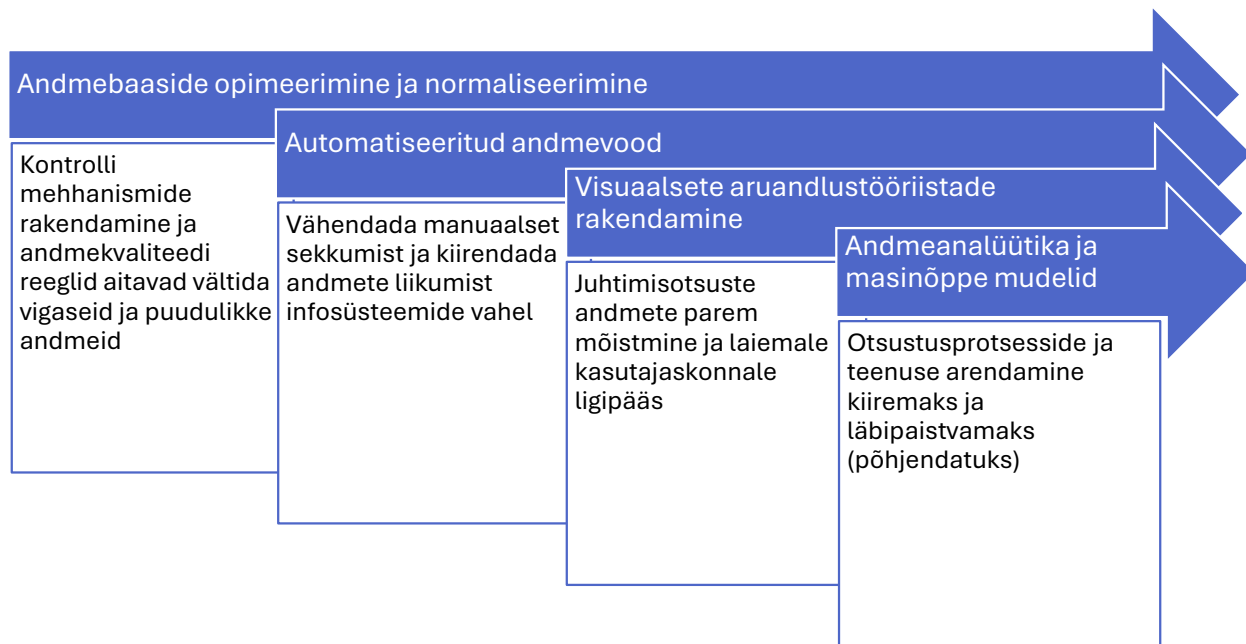 Andmebaaside opimeerimine ja normaliseerimine
Kontrolli
mehhanismide
rakendamine ja
andmekvaliteedi
reeglid aitavad vältida
vigaseid ja puudulikke
andmeid
Automatiseeritud andmevood
Vähendada manuaalset
sekkumist ja kiirendada
andmete liikumist
infosüsteemide vahel
Visuaalsete aruandlustööriistade
rakendamine
Juhtimisotsuste
andmete parem
mõistmine ja laiemale
kasutajaskonnale
ligipääs
Andmeanalüütika ja
masinõppe mudelid
Otsustusprotsesside ja
teenuse arendamine
kiiremaks ja
läbipaistvamaks
(põhjendatuks)